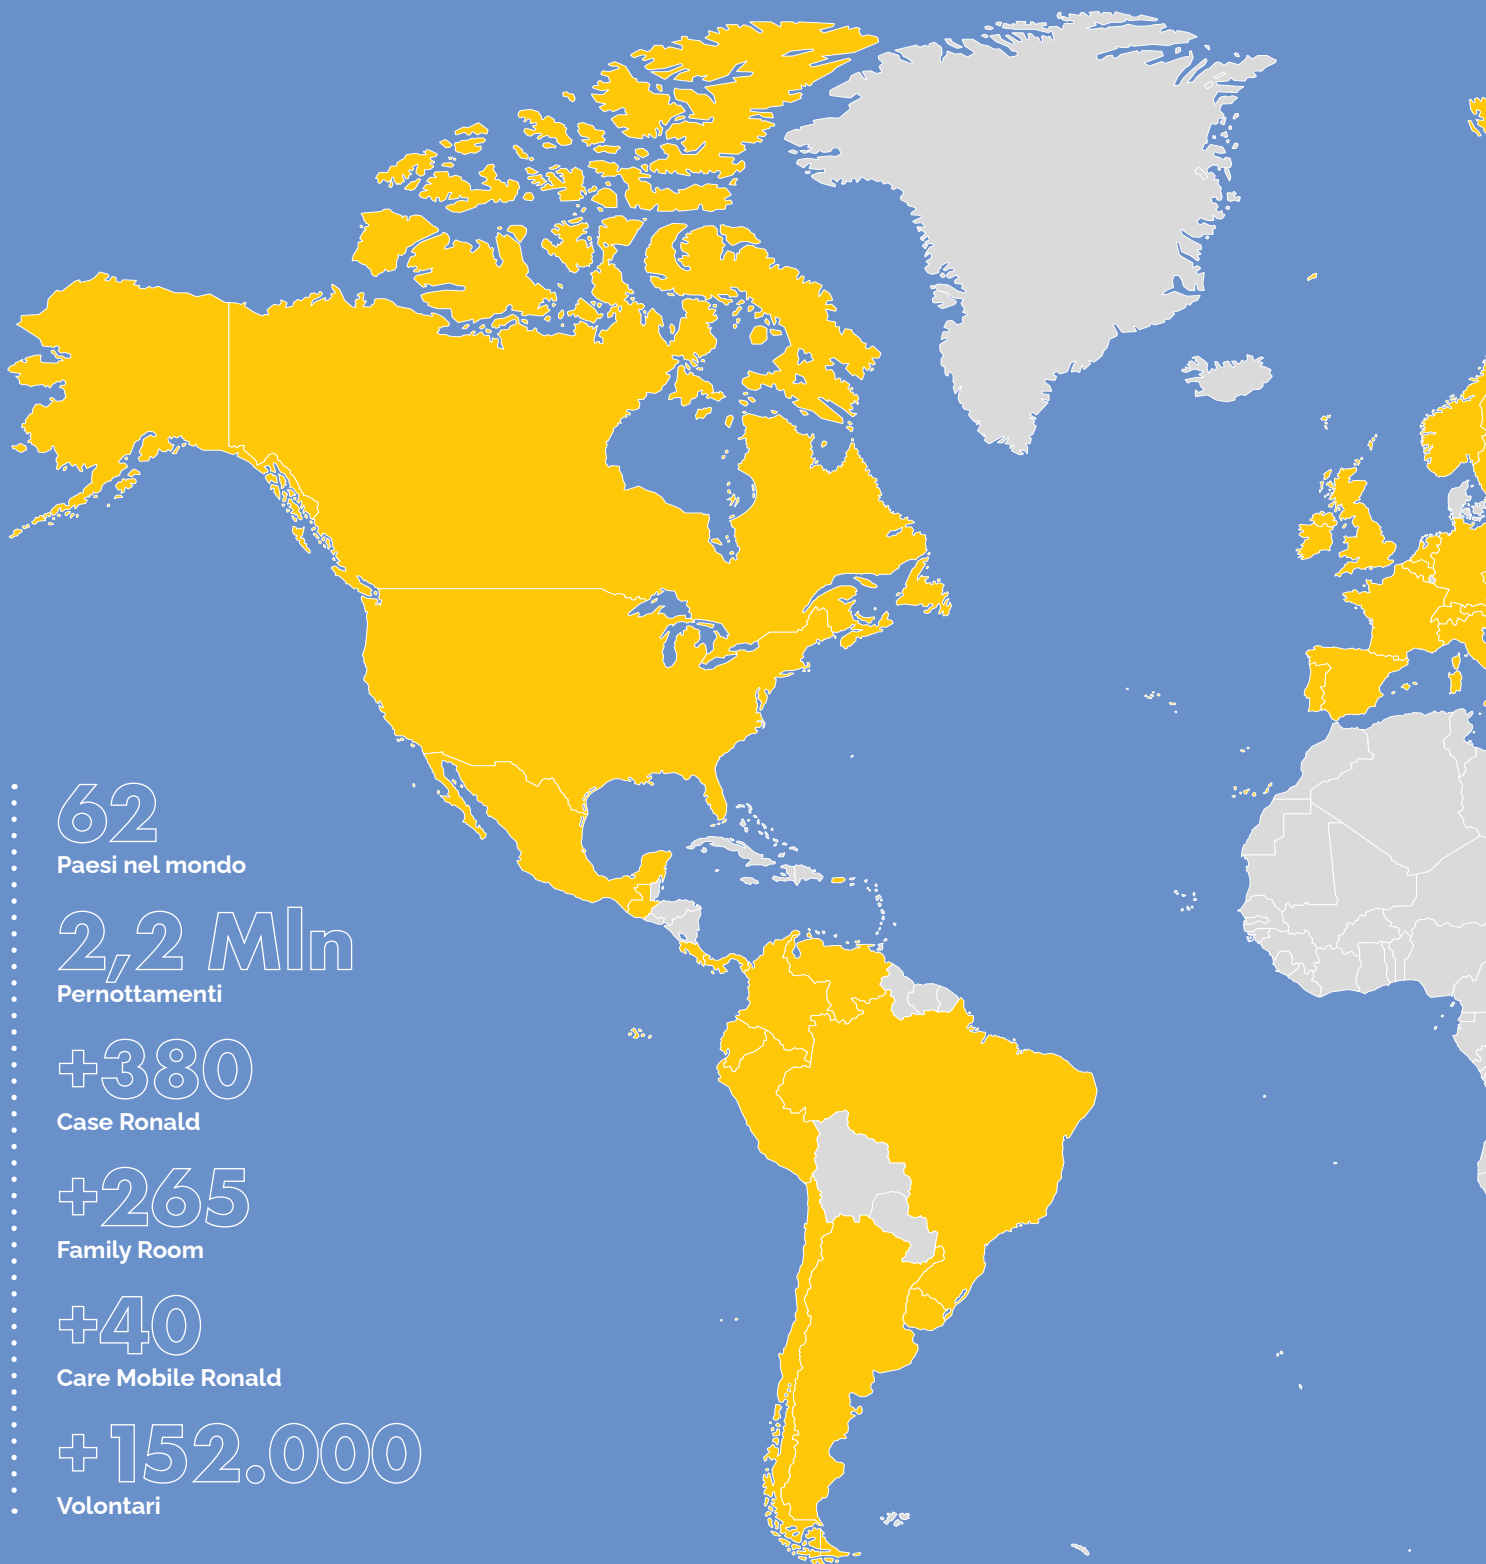 62
Paesi nel mondo
2,2 Mln
Pernottamenti
+380
Case Ronald
+265
Family Room
+40
Care Mobile Ronald
+152.000
Volontari